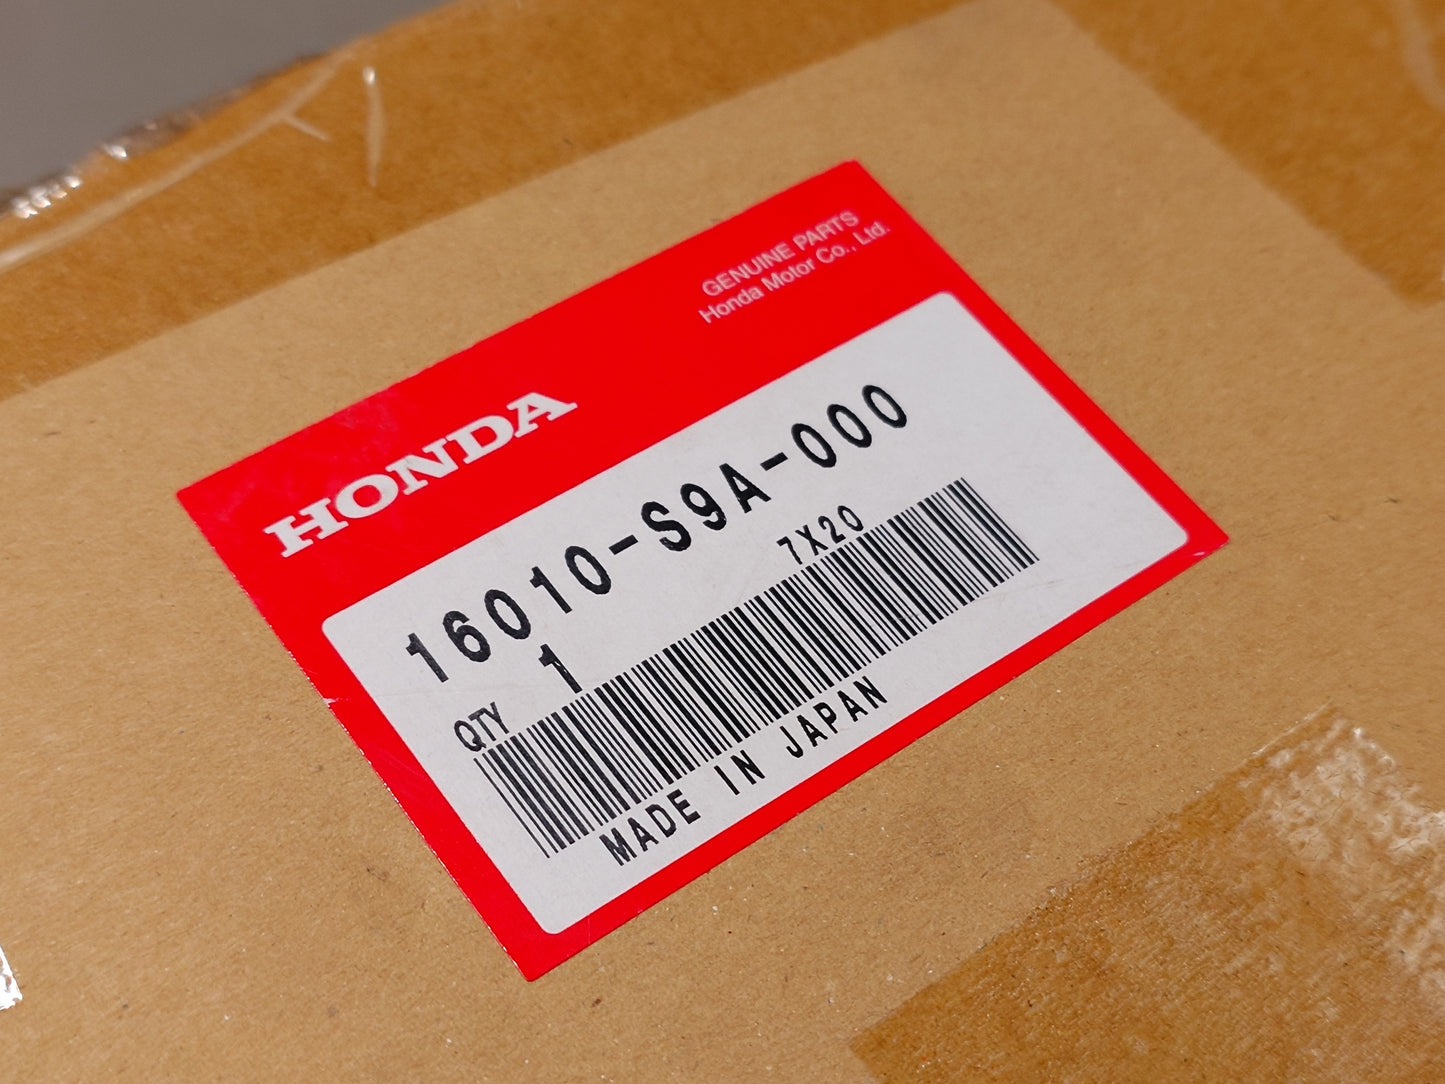 GENUINE PARTS
Honda Motor Co., Ltd.
HONDA
16010-S9A-000
7X20
QTY 1
MADE IN JAPAN